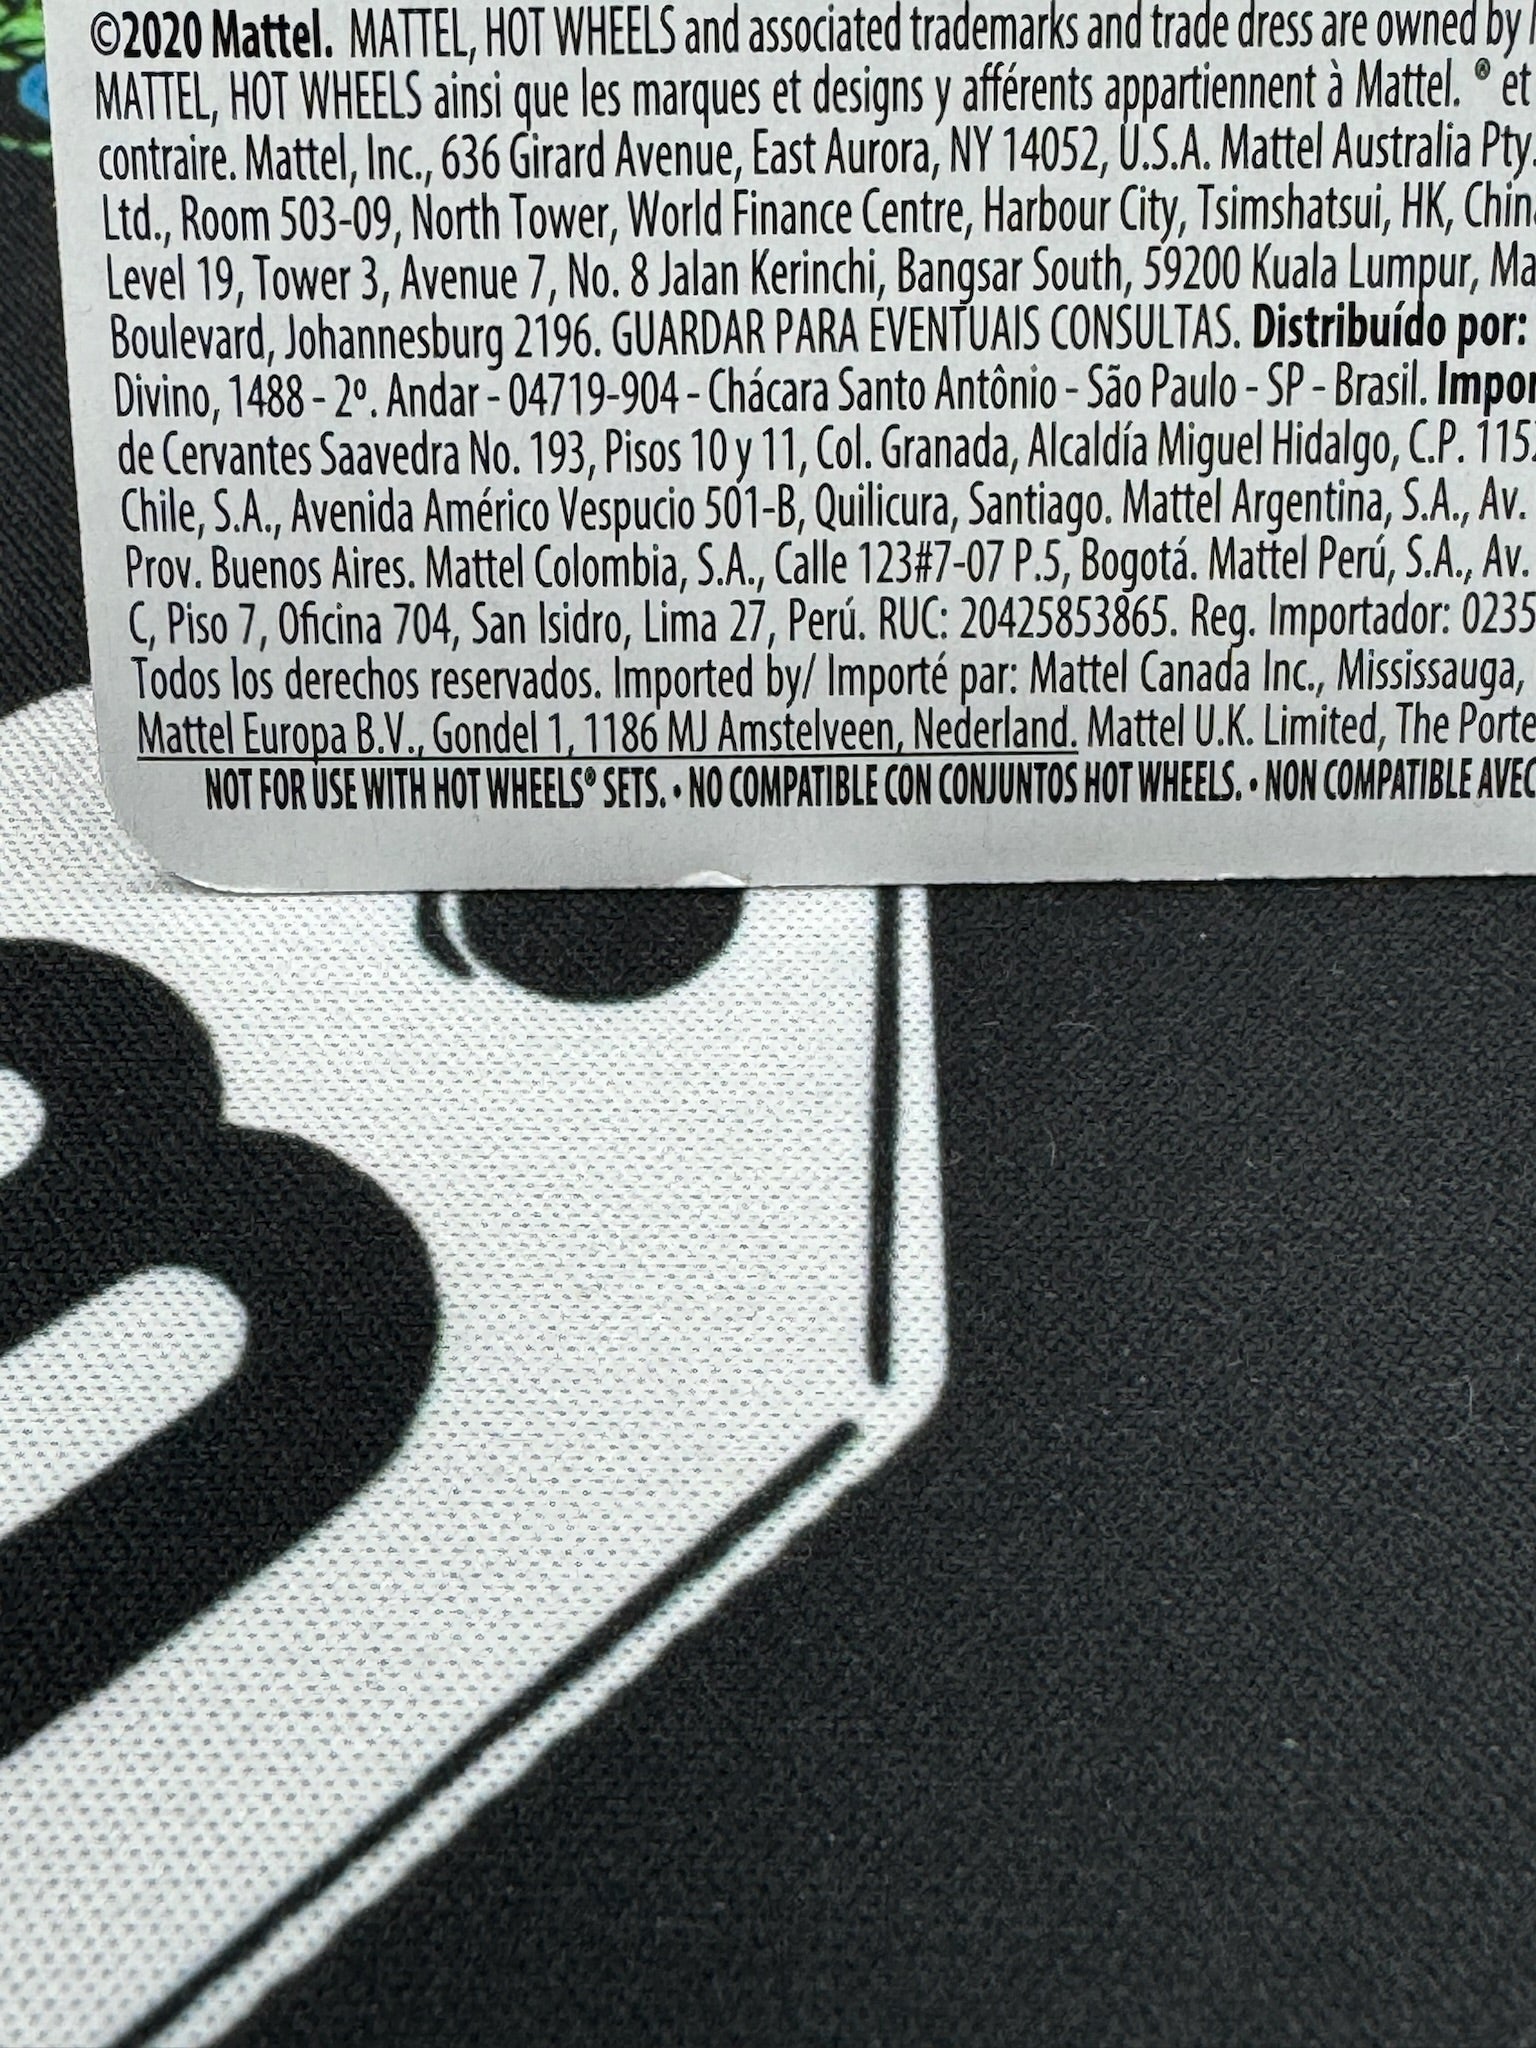 ©2020 Mattel. MATTEL, HOT WHEELS and associated trademarks and trade dress are owned by
MATTEL, HOT WHEELS ainsi que les marques et designs y afférents appartiennent à Mattel. ® et
contraire. Mattel, Inc., 636 Girard Avenue, East Aurora, NY 14052, U.S.A. Mattel Australia Pty.
Ltd., Room 503-09, North Tower, World Finance Centre, Harbour City, Tsimshatsui, HK, China
Level 19, Tower 3, Avenue 7, No. 8 Jalan Kerinchi, Bangsar South, 59200 Kuala Lumpur, Ma
Boulevard, Johannesburg 2196. GUARDAR PARA EVENTUAIS CONSULTAS. Distribuído por:
Divino, 1488 - 2º. Andar - 04719-904 - Chácara Santo Antônio - São Paulo - SP - Brasil. Impor
de Cervantes Saavedra No. 193, Pisos 10 y 11, Col. Granada, Alcaldía Miguel Hidalgo, C.P. 115
Chile, S.A., Avenida Américo Vespucio 501-B, Quilicura, Santiago. Mattel Argentina, S.A., Av.
Prov. Buenos Aires. Mattel Colombia, S.A., Calle 123#7-07 P.5, Bogotá. Mattel Perú, S.A., Av.
C, Piso 7, Oficina 704, San Isidro, Lima 27, Perú. RUC: 20425853865. Reg. Importador: 0235
Todos los derechos reservados. Imported by/ Importé par: Mattel Canada Inc., Mississauga,
Mattel Europa B.V., Gondel 1, 1186 MJ Amstelveen, Nederland. Mattel U.K. Limited, The Porte
NOT FOR USE WITH HOT WHEELS® SETS. • NO COMPATIBLE CON CONJUNTOS HOT WHEELS. • NON COMPATIBLE AVEC